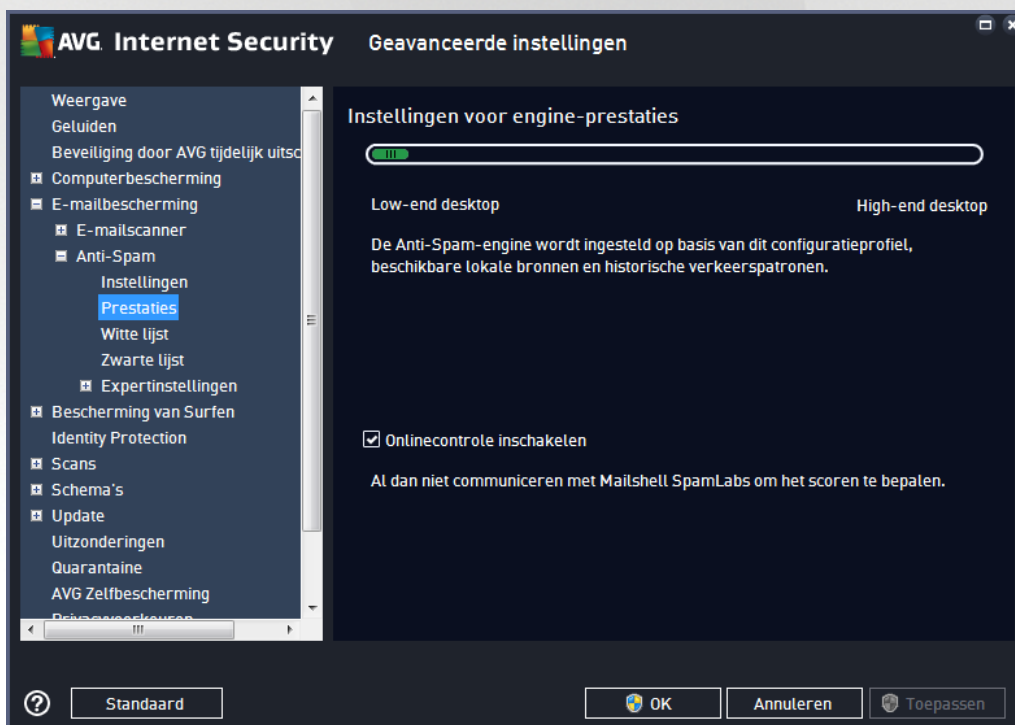 AVG. Internet Security
Geavanceerde instellingen
Weergave
Geluiden
Beveiliging door AVG tijdelijk uitsc
Computerbescherming
E-mailbescherming
E-mailscanner
Anti-Spam
Instellingen
Prestaties
Witte lijst
Zwarte lijst
Expertinstellingen
Bescherming van Surfen
Identity Protection
Scans
Schema's
Update
Uitzonderingen
Quarantaine
AVG Zelfbescherming
Privacyvoorkeuren
Instellingen voor engine-prestaties
Low-end desktop
High-end desktop
De Anti-Spam-engine wordt ingesteld op basis van dit configuratieprofiel,
beschikbare lokale bronnen en historische verkeerspatronen.
Onlinecontrole inschakelen
Al dan niet communiceren met Mailshell SpamLabs om het scoren te bepalen.
Standaard
OK
Annuleren
Toepassen